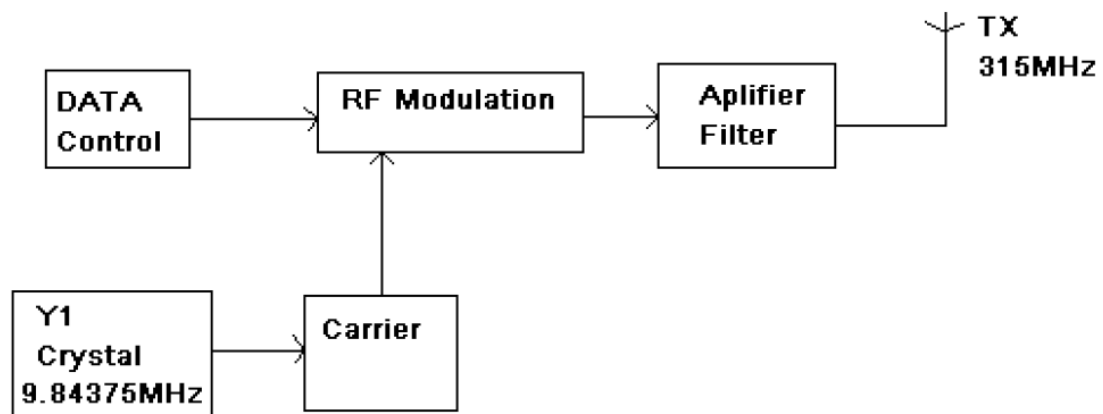 TX
315MHz
DATA
Control
RF Modulation
Aplifier
Filter
Y1
Crystal
9.84375MHz
Carrier